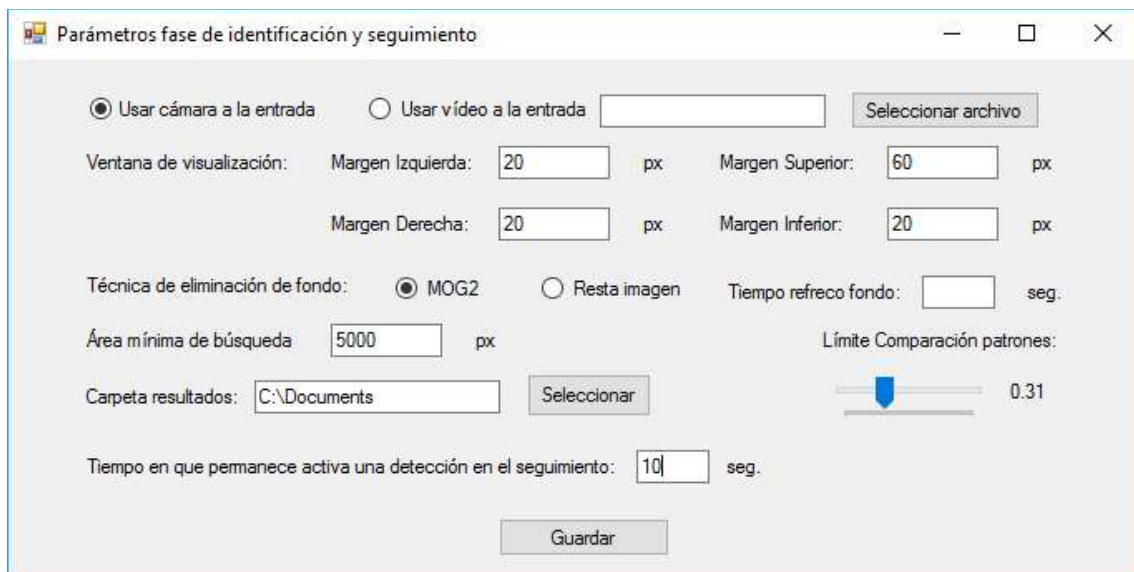 Parámetros fase de identificación y seguimiento
Usar cámara a la entrada Usar vídeo a la entrada Seleccionar archivo
Ventana de visualización: Margen Izquierda: 20 px Margen Superior: 60 px
Margen Derecha: 20 px Margen Inferior: 20 px
Técnica de eliminación de fondo: MOG2 Resta imagen Tiempo refreco fondo: seg.
Área mínima de búsqueda 5000 px Límite Comparación patrones:
Carpeta resultados: C:\Documents Seleccionar 0.31
Tiempo en que permanece activa una detección en el seguimiento: 10 seg.
Guardar